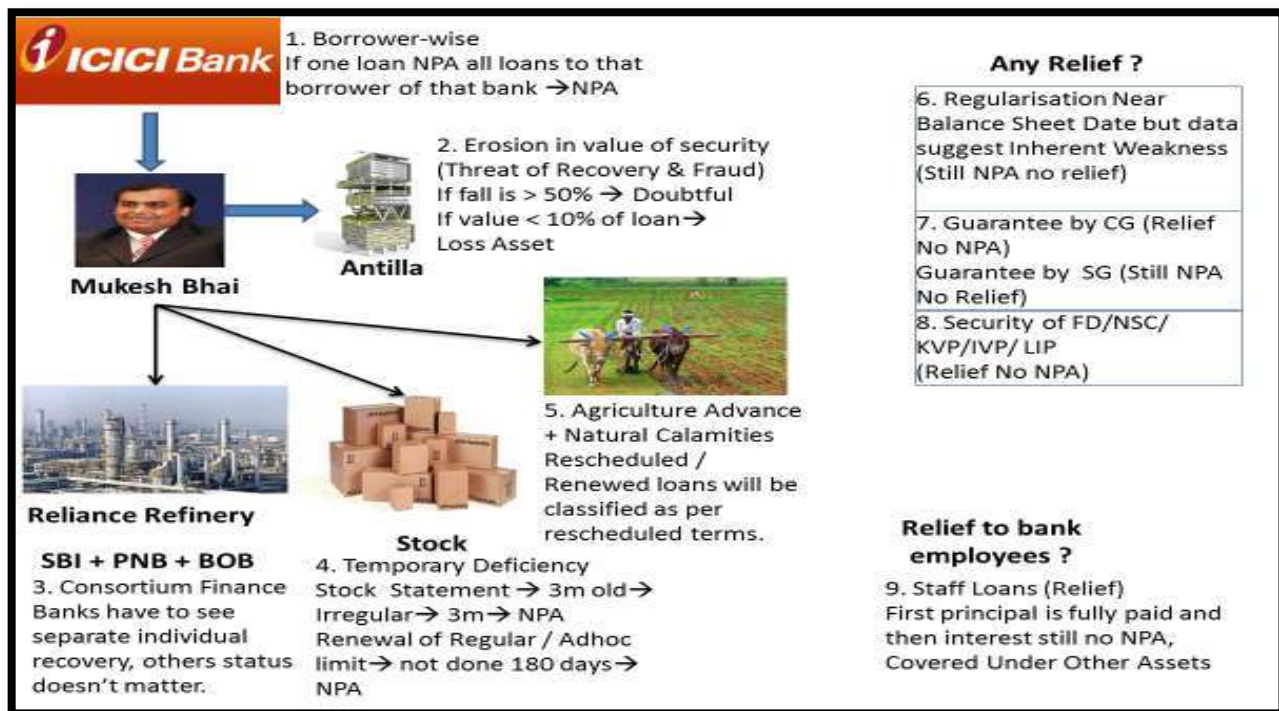 ICICI Bank
1. Borrower-wise
If one loan NPA all loans to that
borrower of that bank →NPA
Mukesh Bhai
Antilla
2. Erosion in value of security
(Threat of Recovery & Fraud)
If fall is > 50% → Doubtful
If value < 10% of loan→
Loss Asset
Reliance Refinery
SBI + PNB + BOB
3. Consortium Finance
Banks have to see
separate individual
recovery, others status
doesn't matter.
Stock
4. Temporary Deficiency
Stock Statement → 3m old→
Irregular→ 3m→ NPA
Renewal of Regular / Adhoc
limit→ not done 180 days→
NPA
5. Agriculture Advance
+ Natural Calamities
Rescheduled /
Renewed loans will be
classified as per
rescheduled terms.
Any Relief ?
6. Regularisation Near
Balance Sheet Date but data
suggest Inherent Weakness
(Still NPA no relief)
7. Guarantee by CG (Relief
No NPA)
Guarantee by SG (Still NPA
No Relief)
8. Security of FD/NSC/
KVP/IVP/ LIP
(Relief No NPA)
Relief to bank
employees ?
9. Staff Loans (Relief)
First principal is fully paid and
then interest still no NPA,
Covered Under Other Assets